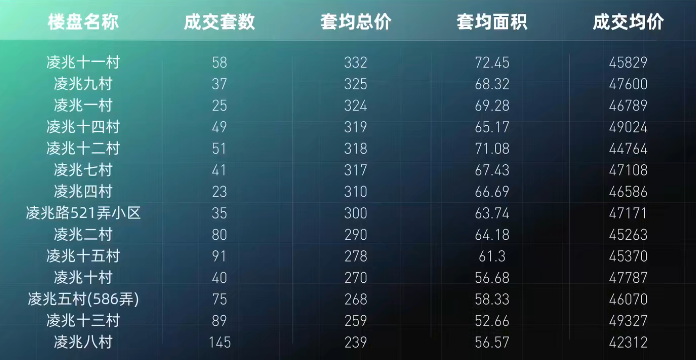 楼盘名称 成交套数 套均总价 套均面积 成交均价
凌兆十一村 58 332 72.45 45829
凌兆九村 37 325 68.32 47600
凌兆一村 25 324 69.28 46789
凌兆十四村 49 319 65.17 49024
凌兆十二村 51 318 71.08 44764
凌兆七村 41 317 67.43 47108
凌兆四村 23 310 66.69 46586
凌兆路521弄小区 35 300 63.74 47171
凌兆二村 80 290 64.18 45263
凌兆十五村 91 278 61.3 45370
凌兆十村 40 270 56.68 47787
凌兆五村(586弄) 75 268 58.33 46070
凌兆十三村 89 259 52.66 49327
凌兆八村 145 239 56.57 42312